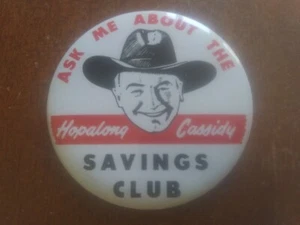 ASK ME ABOUT THE
Hopalong Cassidy
SAVINGS
CLUB